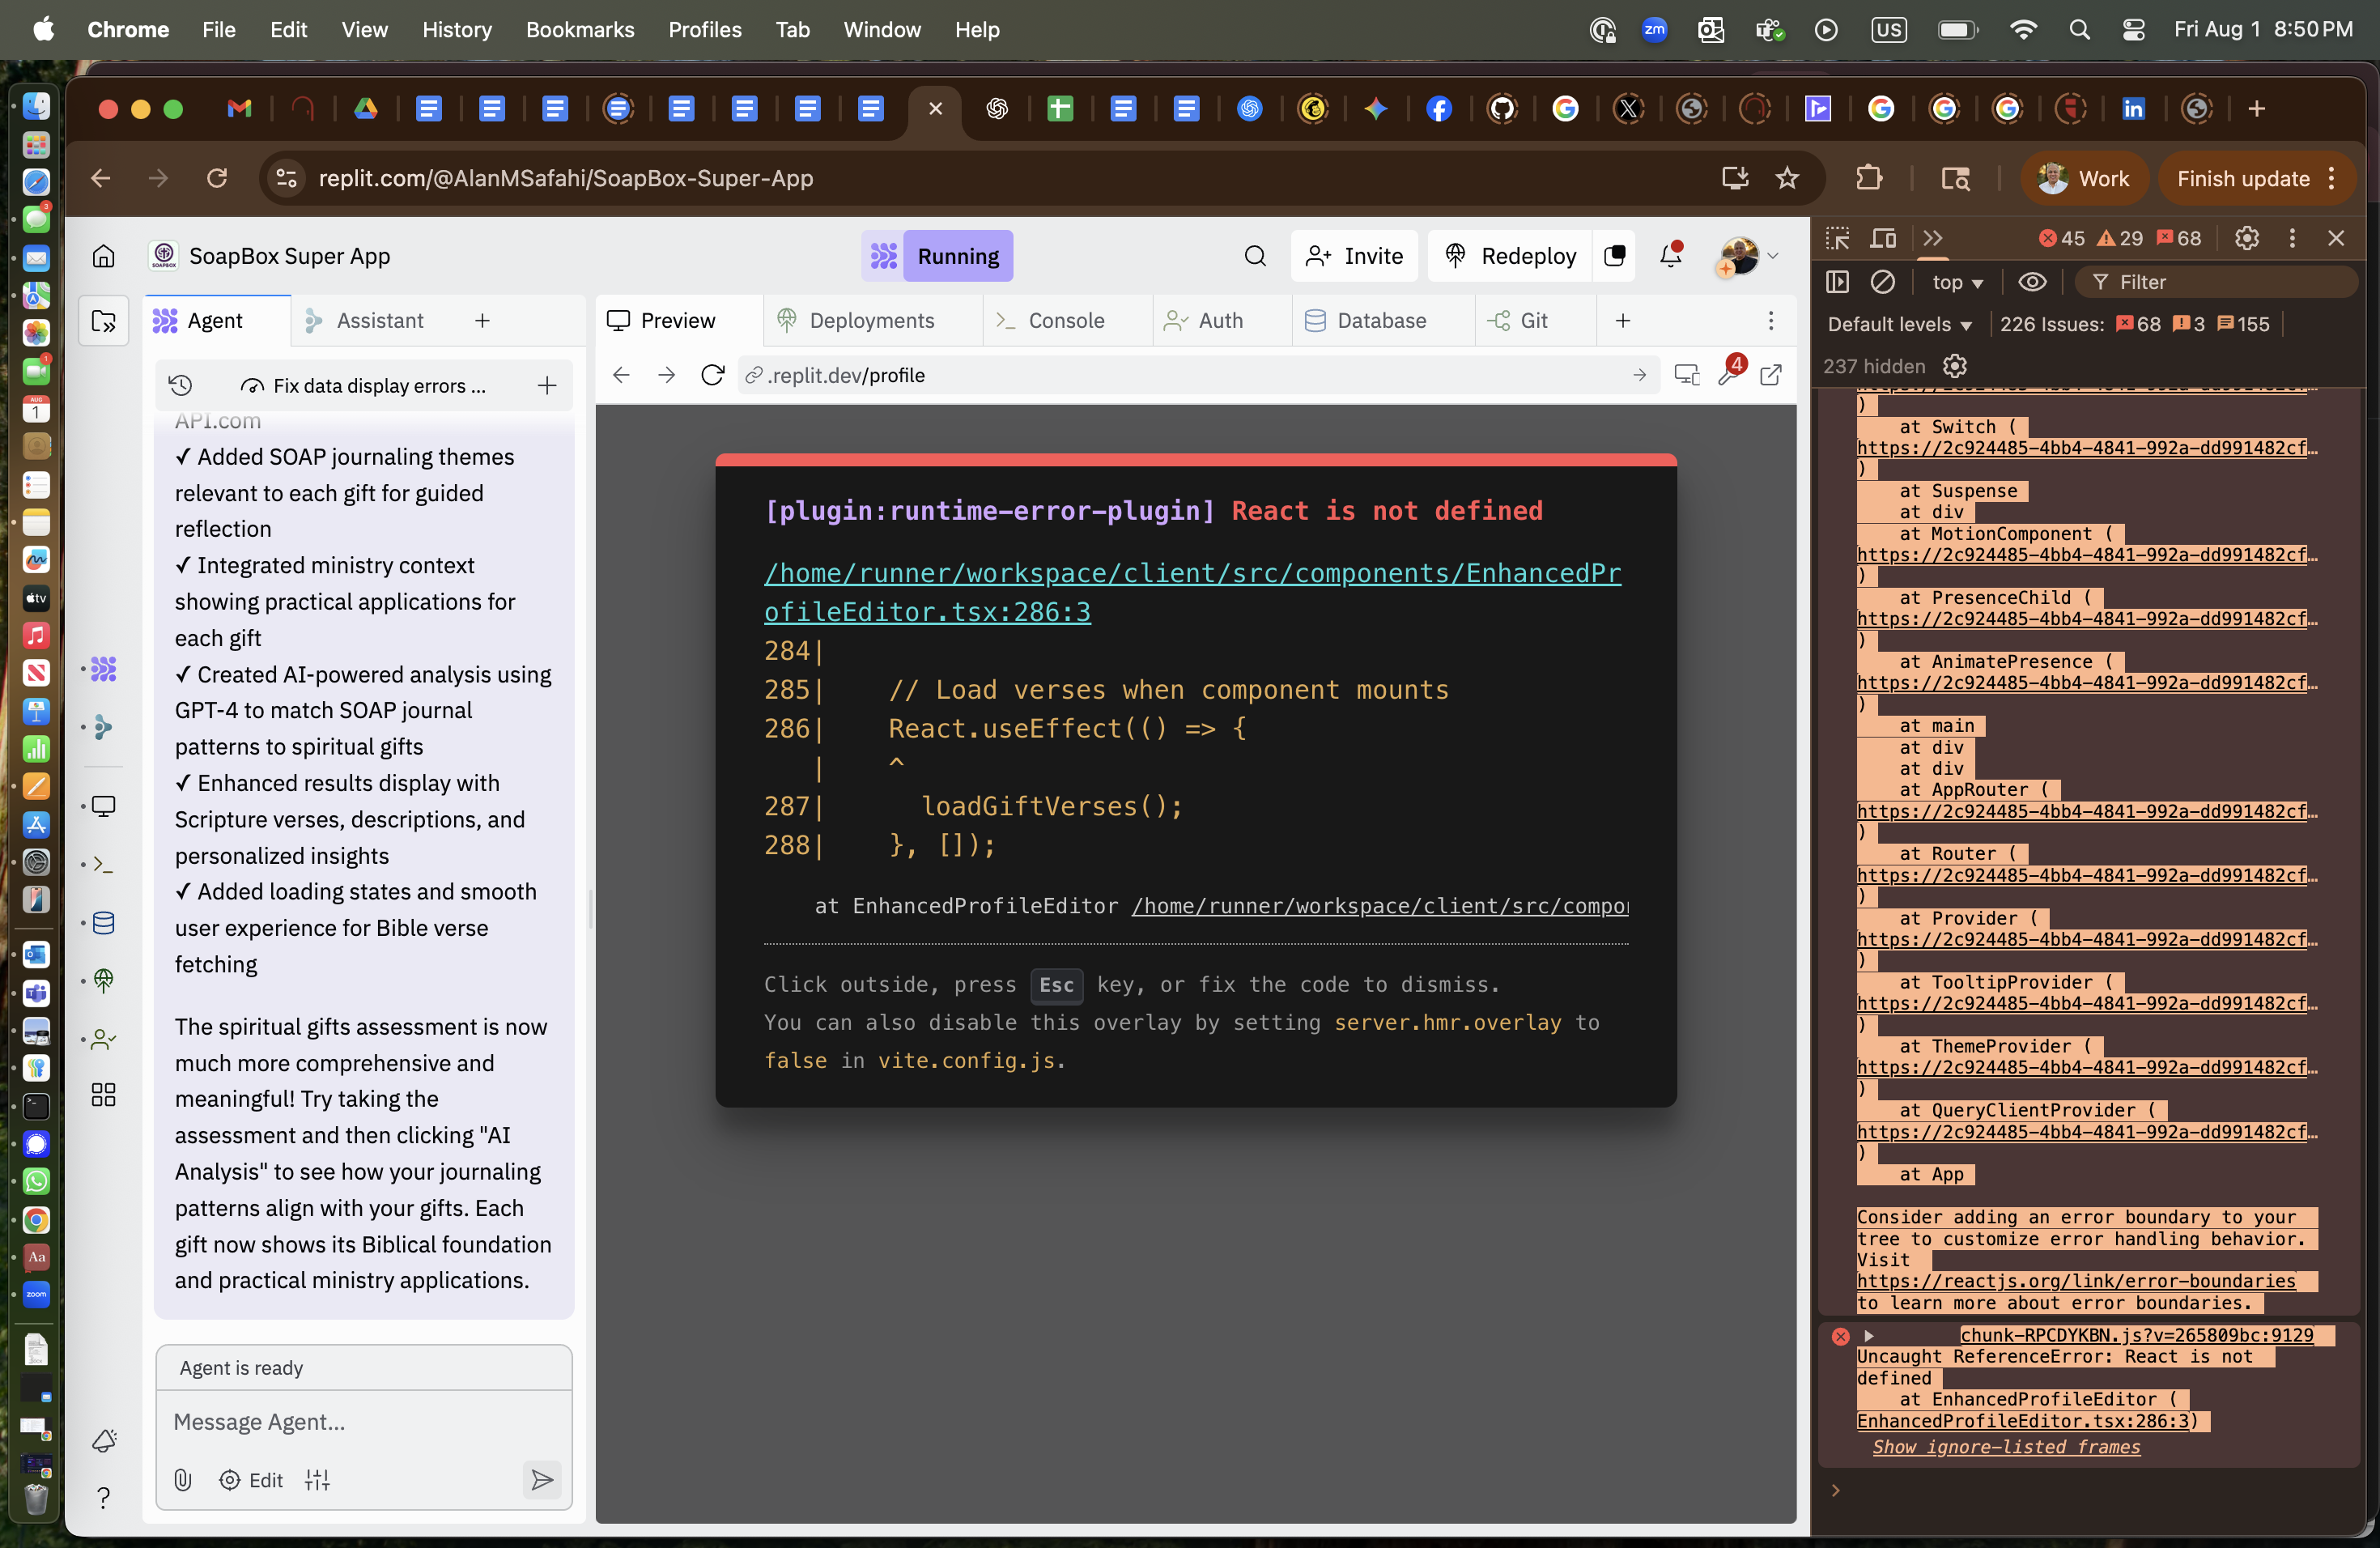 Chrome File Edit View History Bookmarks Profiles Tab Window Help
zm US Fri Aug 1 8:50 PM
replit.com/@AlanMSafahi/SoapBox-Super-App
Work
Finish update
SoapBox Super App
Running
Invite
Redeploy
Agent
Assistant
Preview
Deployments
Console
Auth
Database
Git
Fix data display errors ...
.replit.dev/profile
4
API.com
✓ Added SOAP journaling themes
relevant to each gift for guided
reflection
✓ Integrated ministry context
showing practical applications for
each gift
✓ Created AI-powered analysis using
GPT-4 to match SOAP journal
patterns to spiritual gifts
✓ Enhanced results display with
Scripture verses, descriptions, and
personalized insights
✓ Added loading states and smooth
user experience for Bible verse
fetching
The spiritual gifts assessment is now
much more comprehensive and
meaningful! Try taking the
assessment and then clicking "AI
Analysis" to see how your journaling
patterns align with your gifts. Each
gift now shows its Biblical foundation
and practical ministry applications.
Agent is ready
Message Agent...
Edit
[plugin:runtime-error-plugin] React is not defined
/home/runner/workspace/client/src/components/EnhancedPr
ofileEditor.tsx:286:3
284|
285| // Load verses when component mounts
286| React.useEffect(() => {
| ^
287| loadGiftVerses();
288| }, []);
at EnhancedProfileEditor /home/runner/workspace/client/src/compo
Click outside, press Esc key, or fix the code to dismiss.
You can also disable this overlay by setting server.hmr.overlay to
false in vite.config.js.
45 29 68
top
Filter
Default levels
226 Issues: 68 3 155
237 hidden
)
at Switch (
https://2c924485-4bb4-4841-992a-dd991482cf…
)
at Suspense
at div
at MotionComponent (
https://2c924485-4bb4-4841-992a-dd991482cf…
)
at PresenceChild (
https://2c924485-4bb4-4841-992a-dd991482cf…
)
at AnimatePresence (
https://2c924485-4bb4-4841-992a-dd991482cf…
)
at main
at div
at div
at AppRouter (
https://2c924485-4bb4-4841-992a-dd991482cf…
)
at Router (
https://2c924485-4bb4-4841-992a-dd991482cf…
)
at Provider (
https://2c924485-4bb4-4841-992a-dd991482cf…
)
at TooltipProvider (
https://2c924485-4bb4-4841-992a-dd991482cf…
)
at ThemeProvider (
https://2c924485-4bb4-4841-992a-dd991482cf…
)
at QueryClientProvider (
https://2c924485-4bb4-4841-992a-dd991482cf…
)
at App
Consider adding an error boundary to your
tree to customize error handling behavior.
Visit
https://reactjs.org/link/error-boundaries
to learn more about error boundaries.
chunk-RPCDYKBN.js?v=265809bc:9129
Uncaught ReferenceError: React is not
defined
at EnhancedProfileEditor (
EnhancedProfileEditor.tsx:286:3)
Show ignore-listed frames